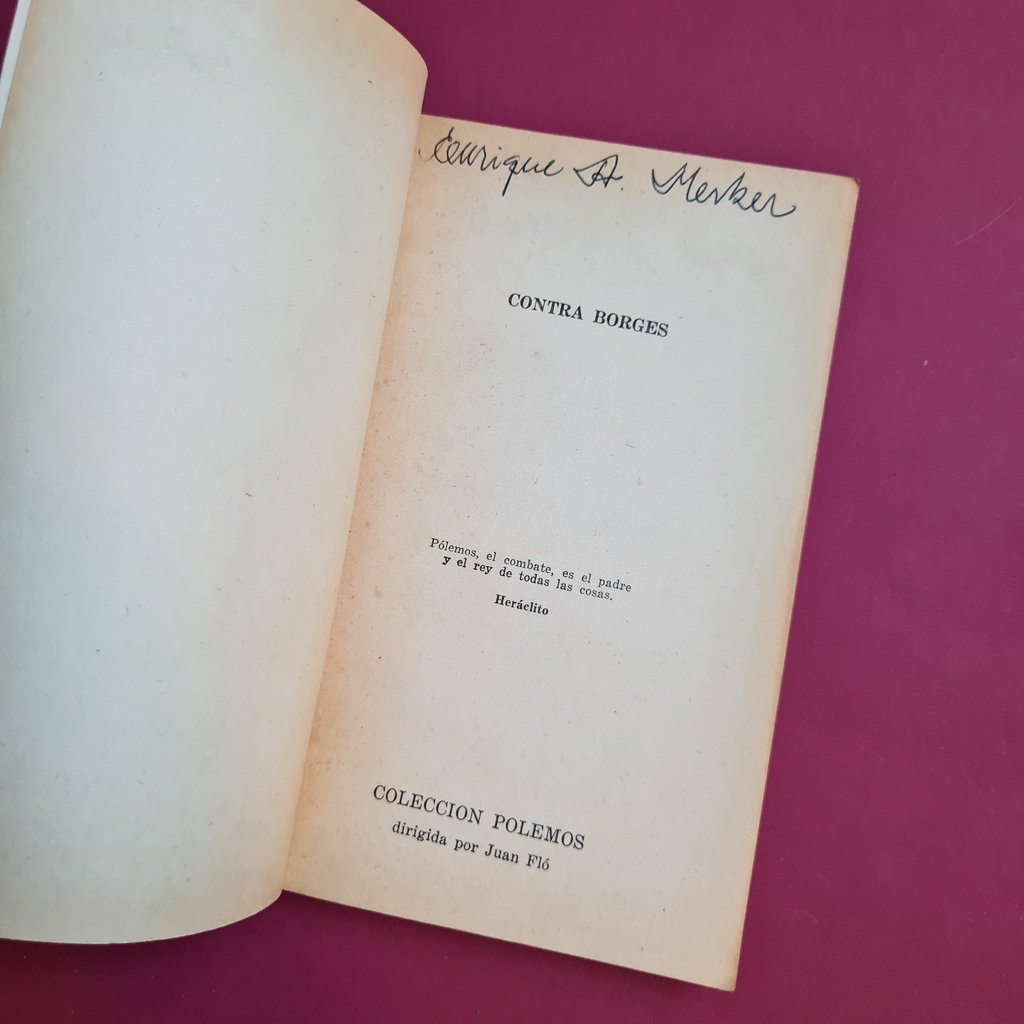 Enrique A. Merker
CONTRA BORGES
Pólemos, el combate, es el padre
y el rey de todas las cosas.
Heráclito
COLECCION POLEMOS
dirigida por Juan Fló